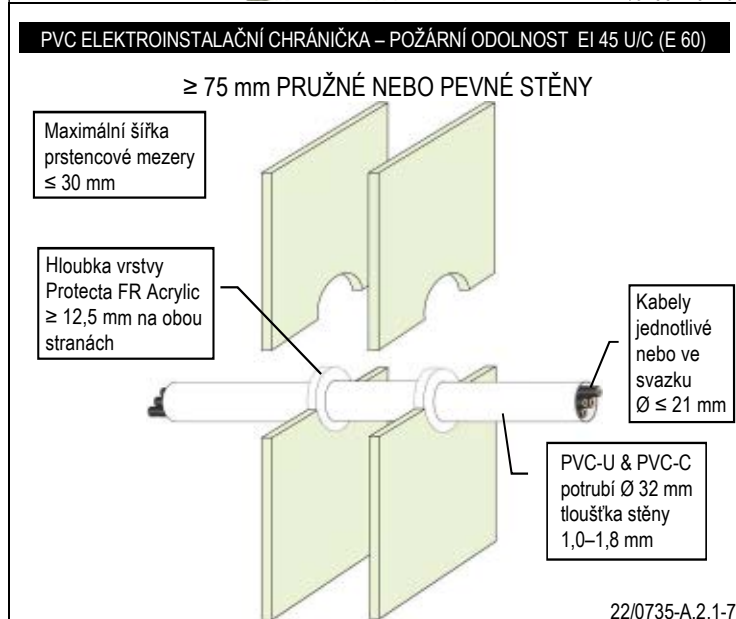 PVC ELEKTROINSTALAČNÍ CHRÁNIČKA – POŽÁRNÍ ODOLNOST EI 45 U/C (E 60)
≥ 75 mm PRUŽNÉ NEBO PEVNÉ STĚNY
Maximální šířka
prstencové mezery
≤ 30 mm
Hloubka vrstvy
Protecta FR Acrylic
≥ 12,5 mm na obou
stranách
Kabely
jednotlivé
nebo ve
svazku
Ø ≤ 21 mm
PVC-U & PVC-C
potrubí Ø 32 mm
tloušťka stěny
1,0–1,8 mm
22/0735-A.2.1-7